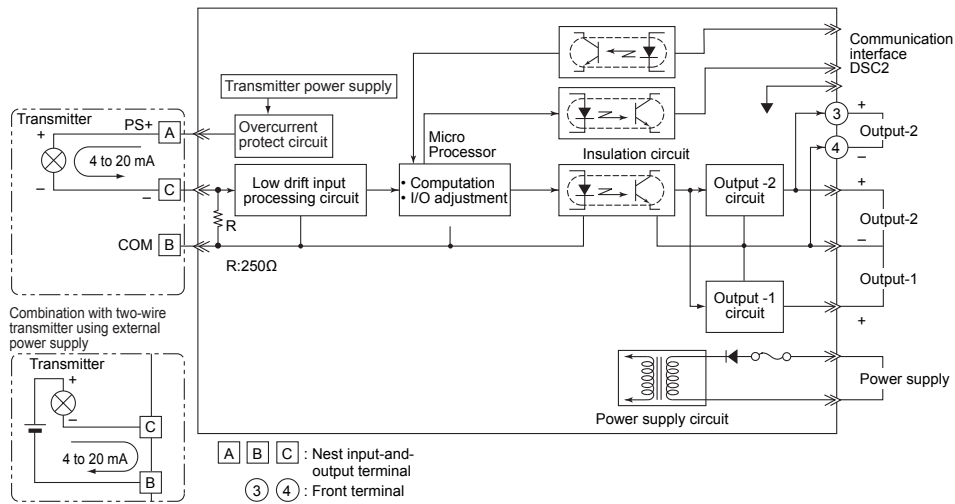 Communication
interface
DSC2
Transmitter power supply
Transmitter
PS+
A
Overcurrent
protect circuit
+
4 to 20 mA
Micro
Processor
Insulation circuit
3
+
Output-2
4
−
−
C
−
Low drift input
processing circuit
• Computation
• I/O adjustment
Output -2
circuit
+
Output-2
R
COM
B
−
R:250Ω
Output-1
Output -1
circuit
+
Combination with two-wire
transmitter using external
power supply
Transmitter
+
−
C
4 to 20 mA
B
Power supply
Power supply circuit
A B C : Nest input-and-
output terminal
3 4 : Front terminal